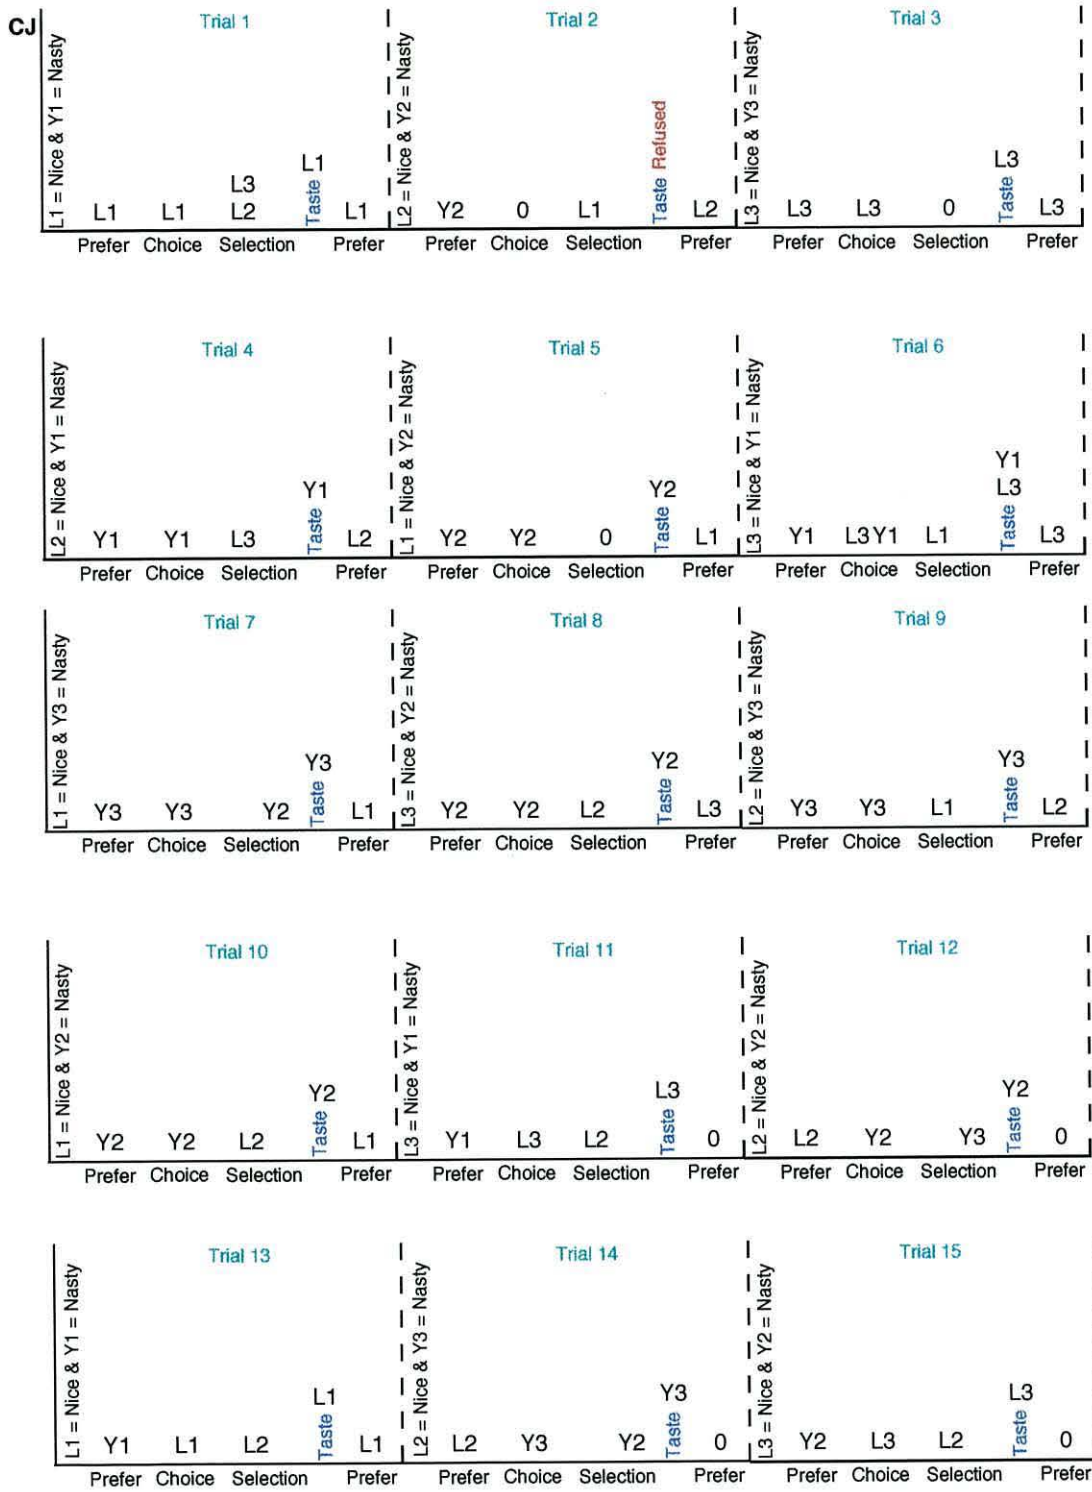 CJ
Trial 1
L1 = Nice & Y1 = Nasty
L1 L1 L3 L2 Taste L1 L1
Prefer Choice Selection Prefer
Trial 2
L2 = Nice & Y2 = Nasty
Y2 0 L1 Taste Refused L2
Prefer Choice Selection Prefer
Trial 3
L3 = Nice & Y3 = Nasty
L3 L3 0 Taste L3 L3
Prefer Choice Selection Prefer
Trial 4
L2 = Nice & Y1 = Nasty
Y1 Y1 L3 Taste Y1 L2
Prefer Choice Selection Prefer
Trial 5
L1 = Nice & Y2 = Nasty
Y2 Y2 0 Taste Y2 L1
Prefer Choice Selection Prefer
Trial 6
L3 = Nice & Y1 = Nasty
Y1 L3Y1 L1 Taste Y1 L3 L3
Prefer Choice Selection Prefer
Trial 7
L1 = Nice & Y3 = Nasty
Y3 Y3 Y2 Taste Y3 L1
Prefer Choice Selection Prefer
Trial 8
L3 = Nice & Y2 = Nasty
Y2 Y2 L2 Taste Y2 L3
Prefer Choice Selection Prefer
Trial 9
L2 = Nice & Y3 = Nasty
Y3 Y3 L1 Taste Y3 L2
Prefer Choice Selection Prefer
Trial 10
L1 = Nice & Y2 = Nasty
Y2 Y2 L2 Taste Y2 L1
Prefer Choice Selection Prefer
Trial 11
L3 = Nice & Y1 = Nasty
Y1 L3 L2 Taste L3 0
Prefer Choice Selection Prefer
Trial 12
L2 = Nice & Y2 = Nasty
L2 Y2 Y3 Taste Y2 0
Prefer Choice Selection Prefer
Trial 13
L1 = Nice & Y1 = Nasty
Y1 L1 L2 Taste L1 L1
Prefer Choice Selection Prefer
Trial 14
L2 = Nice & Y3 = Nasty
L2 Y3 Y2 Taste Y3 0
Prefer Choice Selection Prefer
Trial 15
L3 = Nice & Y2 = Nasty
Y2 L3 L2 Taste L3 0
Prefer Choice Selection Prefer